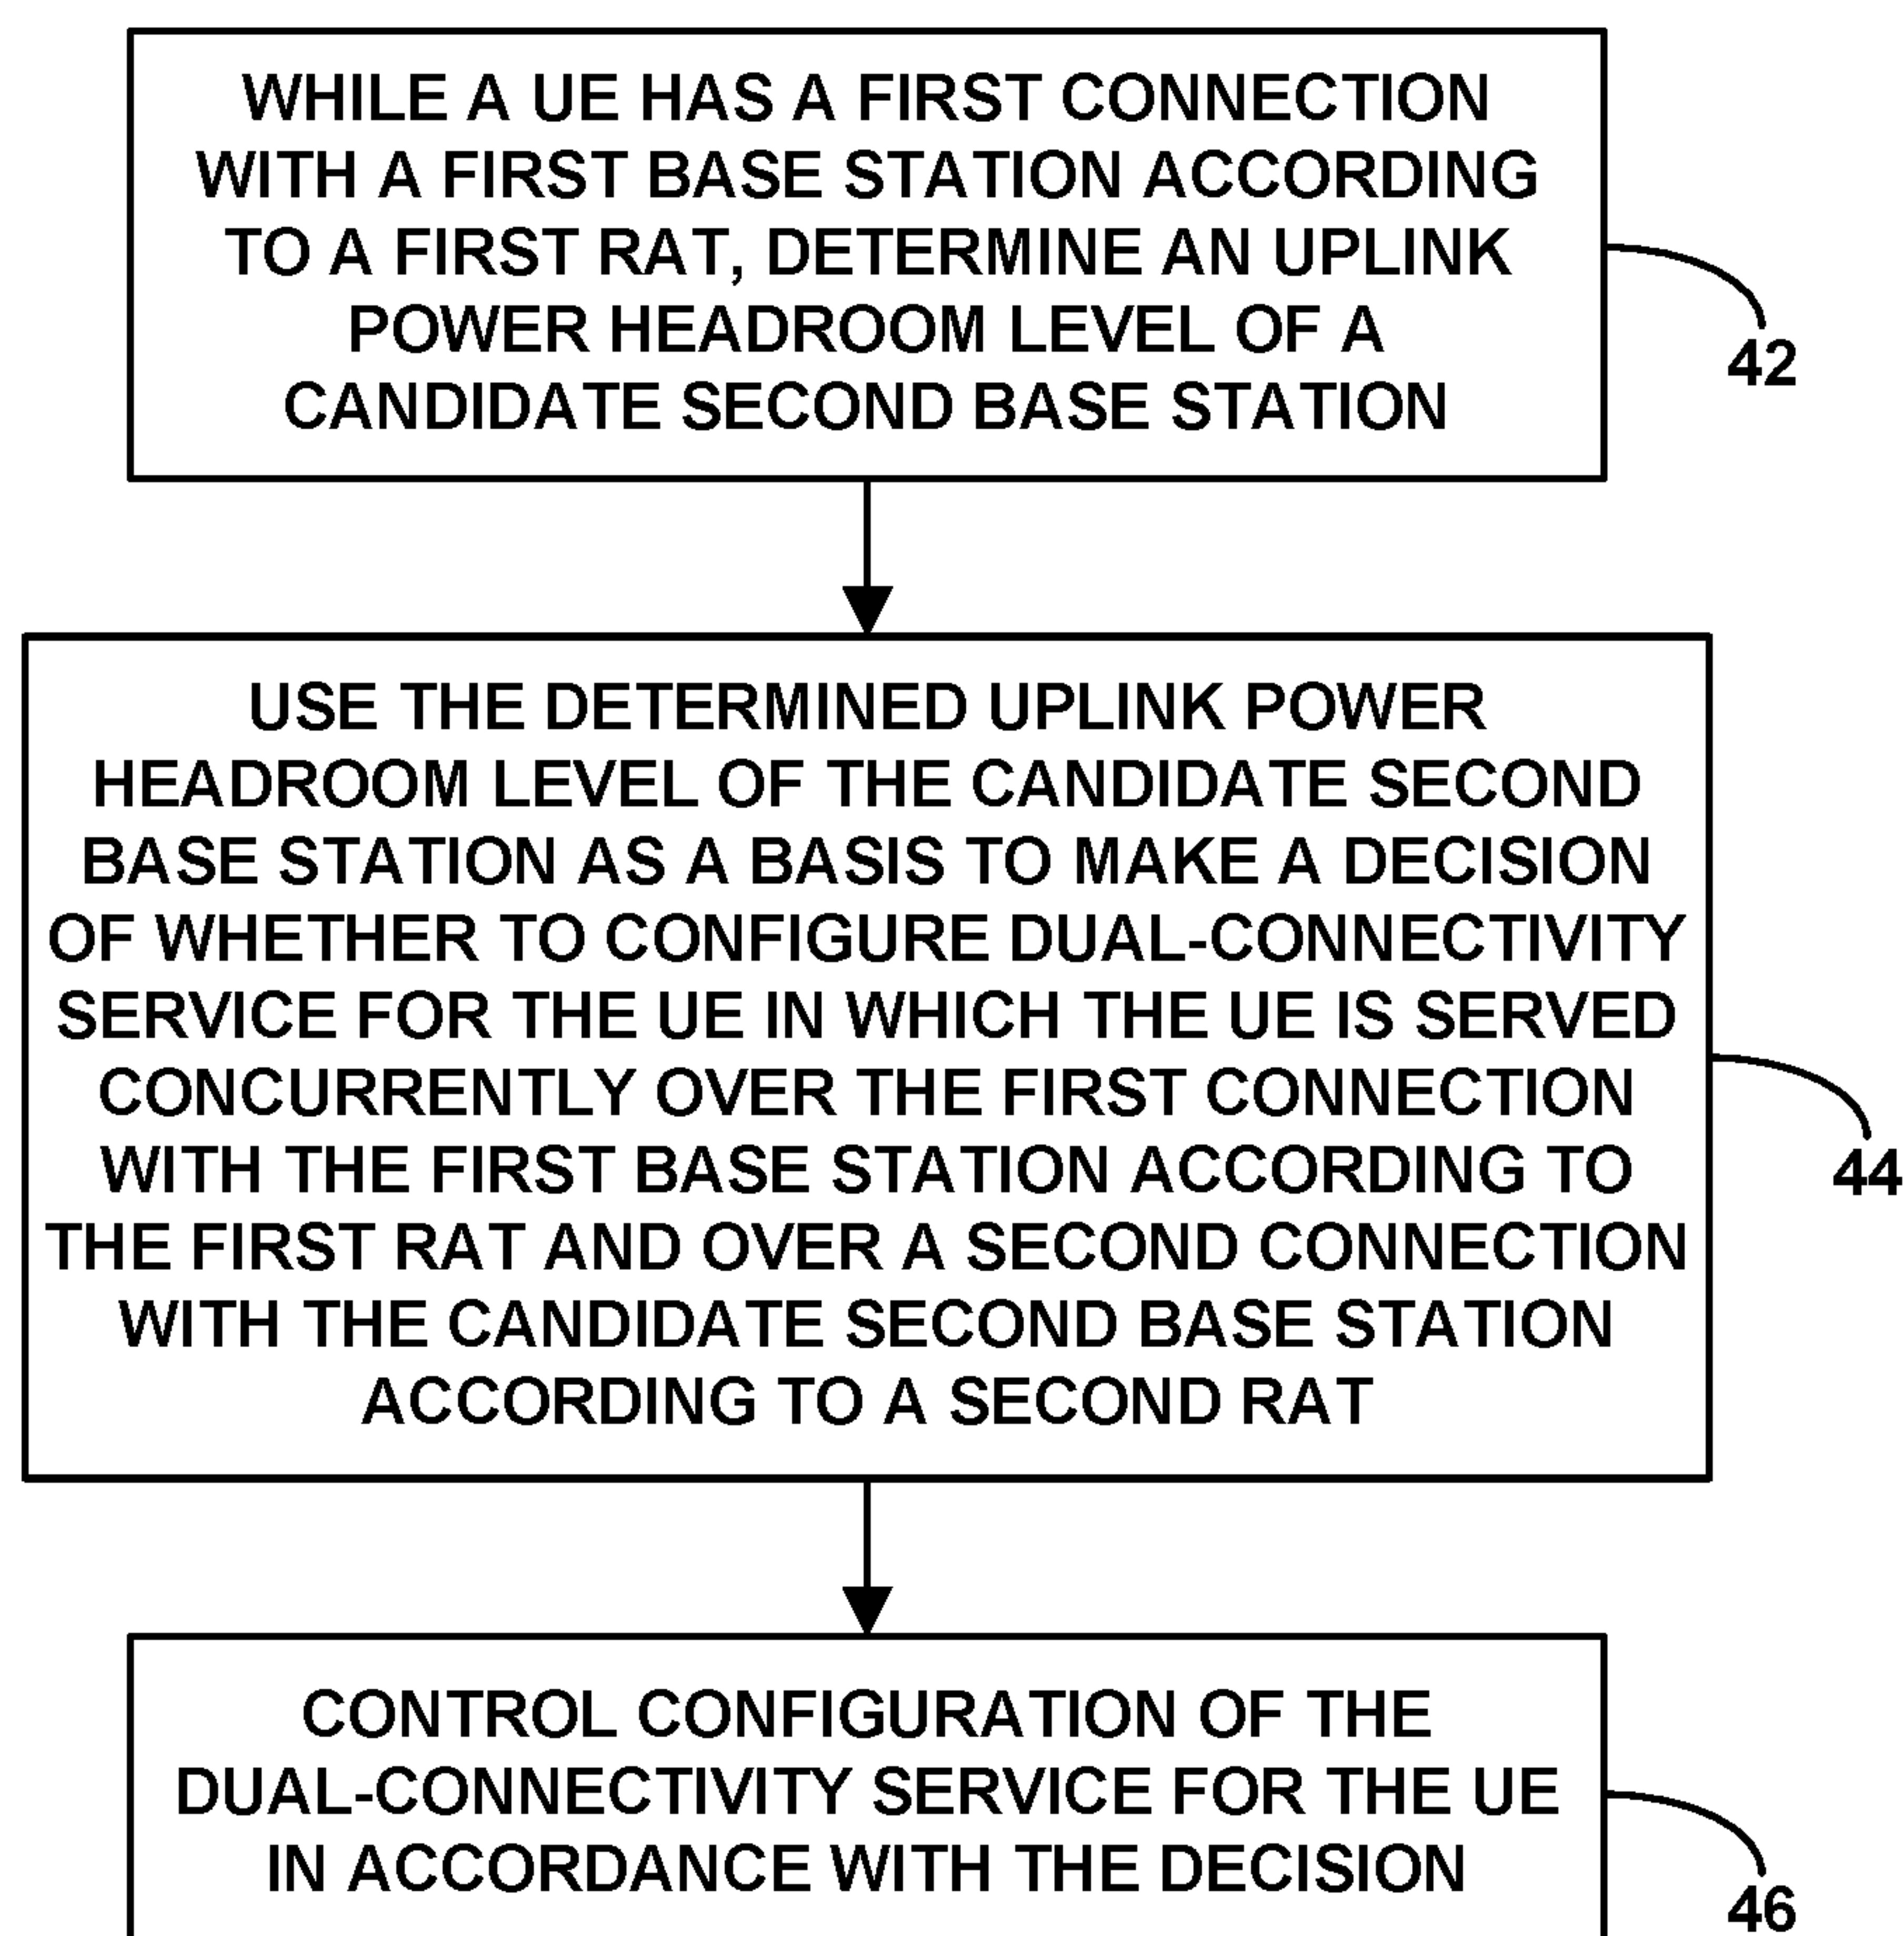 WHILE A UE HAS A FIRST CONNECTION
WITH A FIRST BASE STATION ACCORDING
TO A FIRST RAT, DETERMINE AN UPLINK
POWER HEADROOM LEVEL OF A
CANDIDATE SECOND BASE STATION
42
USE THE DETERMINED UPLINK POWER
HEADROOM LEVEL OF THE CANDIDATE SECOND
BASE STATION AS A BASIS TO MAKE A DECISION
OF WHETHER TO CONFIGURE DUAL-CONNECTIVITY
SERVICE FOR THE UE IN WHICH THE UE IS SERVED
CONCURRENTLY OVER THE FIRST CONNECTION
WITH THE FIRST BASE STATION ACCORDING TO
THE FIRST RAT AND OVER A SECOND CONNECTION
WITH THE CANDIDATE SECOND BASE STATION
ACCORDING TO A SECOND RAT
44
CONTROL CONFIGURATION OF THE
DUAL-CONNECTIVITY SERVICE FOR THE UE
IN ACCORDANCE WITH THE DECISION
46